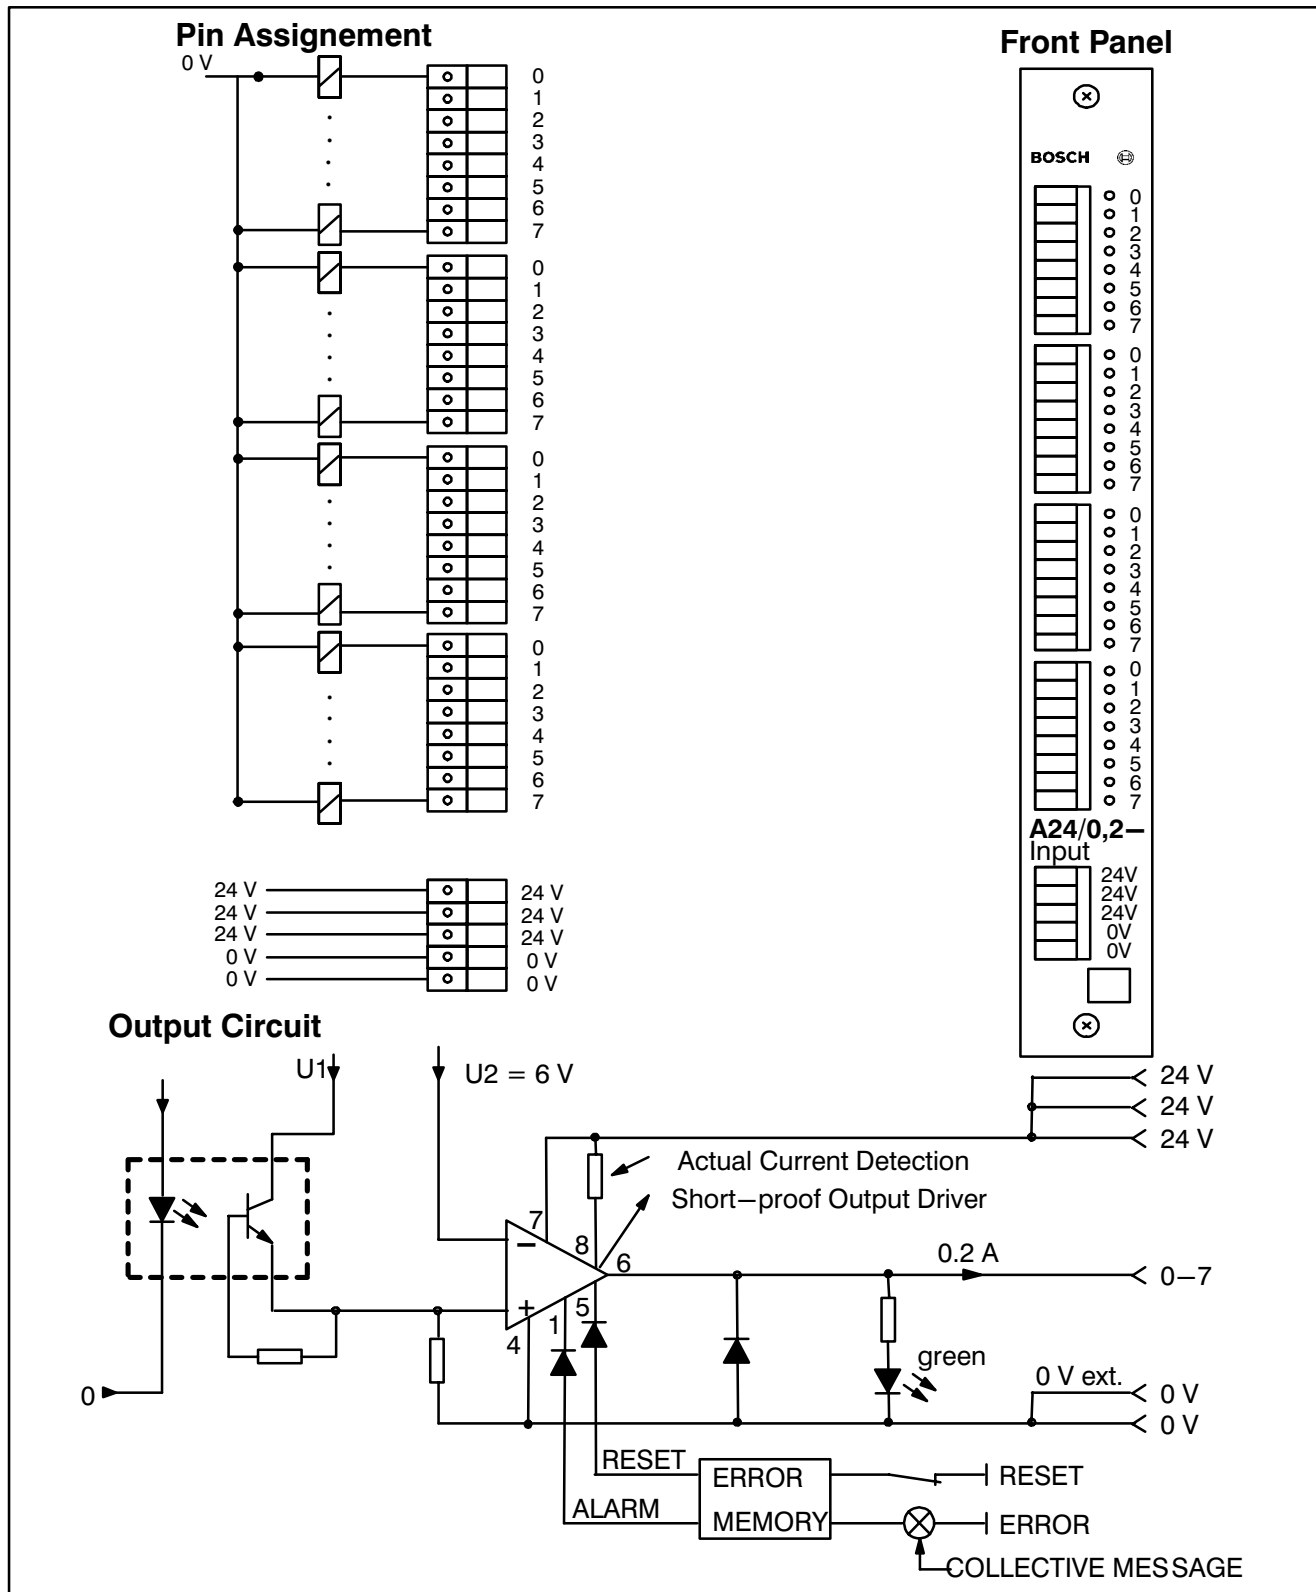 Pin Assignement
0 V
0
1
2
3
4
5
6
7
0
1
2
3
4
5
6
7
0
1
2
3
4
5
6
7
0
1
2
3
4
5
6
7
24 V 24 V
24 V 24 V
24 V 24 V
0 V 0 V
0 V 0 V
Front Panel
BOSCH
0
1
2
3
4
5
6
7
0
1
2
3
4
5
6
7
0
1
2
3
4
5
6
7
0
1
2
3
4
5
6
7
A24/0,2–
Input
24V
24V
24V
0V
0V
Output Circuit
U1
U2 = 6 V
24 V
24 V
24 V
Actual Current Detection
Short–proof Output Driver
7
–
8
6
0.2 A
0–7
+
5
1
4
green
0
0 V ext.
0 V
0 V
RESET
ERROR
RESET
ALARM
MEMORY
ERROR
COLLECTIVE MESSAGE